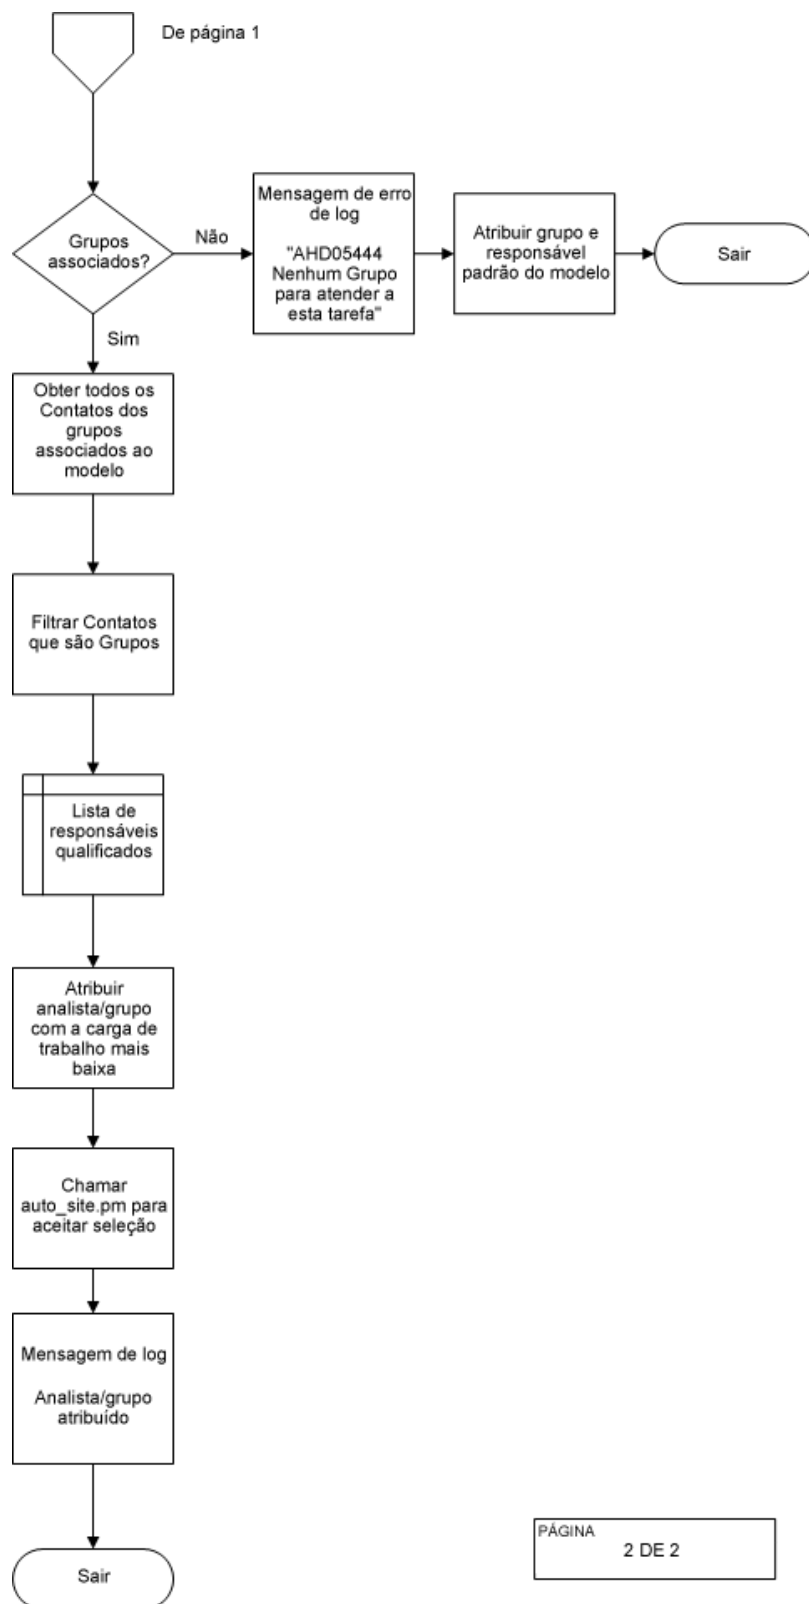 De página 1
Grupos
associados?
Não
Mensagem de erro
de log
"AHD05444
Nenhum Grupo
para atender a
esta tarefa"
Atribuir grupo e
responsável
padrão do modelo
Sair
Sim
Obter todos os
Contatos dos
grupos
associados ao
modelo
Filtrar Contatos
que são Grupos
Lista de
responsáveis
qualificados
Atribuir
analista/grupo
com a carga de
trabalho mais
baixa
Chamar
auto_site.pm para
aceitar seleção
Mensagem de log
Analista/grupo
atribuído
Sair
PÁGINA
2 DE 2